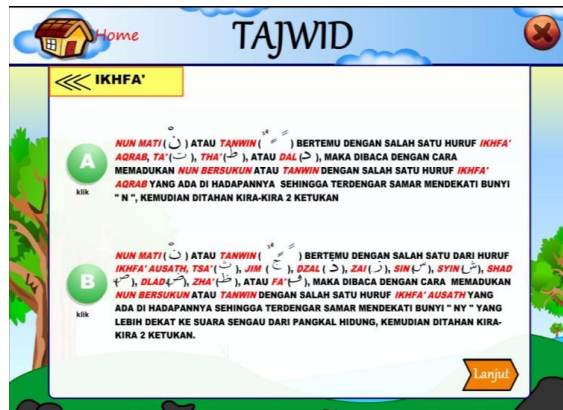 Home
TAJWID
IKHFA'
A
klik
NUN MATI ( نْ ) ATAU TANWIN ( ـًـٍـٌ ) BERTEMU DENGAN SALAH SATU HURUF IKHFA'
AQRAB, TA' (ت), THA' (ط), ATAU DAL (د), MAKA DIBACA DENGAN CARA
MEMADUKAN NUN BERSUKUN ATAU TANWIN DENGAN SALAH SATU HURUF IKHFA'
AQRAB YANG ADA DI HADAPANNYA SEHINGGA TERDENGAR SAMAR MENDEKATI BUNYI
" N ", KEMUDIAN DITAHAN KIRA-KIRA 2 KETUKAN
B
klik
NUN MATI ( نْ ) ATAU TANWIN ( ـًـٍـٌ ) BERTEMU DENGAN SALAH SATU DARI HURUF
IKHFA' AUSATH, TSA' (ث), JIM (ج), DZAL (ذ), ZAI (ز), SIN (س), SYIN (ش), SHAD
(ص), DLAD (ض), ZHA' (ظ), ATAU FA' (ف), MAKA DIBACA DENGAN CARA MEMADUKAN
NUN BERSUKUN ATAU TANWIN DENGAN SALAH SATU HURUF IKHFA' AUSATH YANG
ADA DI HADAPANNYA SEHINGGA TERDENGAR SAMAR MENDEKATI BUNYI " NY " YANG
LEBIH DEKAT KE SUARA SENGAU DARI PANGKAL HIDUNG, KEMUDIAN DITAHAN KIRA-
KIRA 2 KETUKAN.
Lanjut